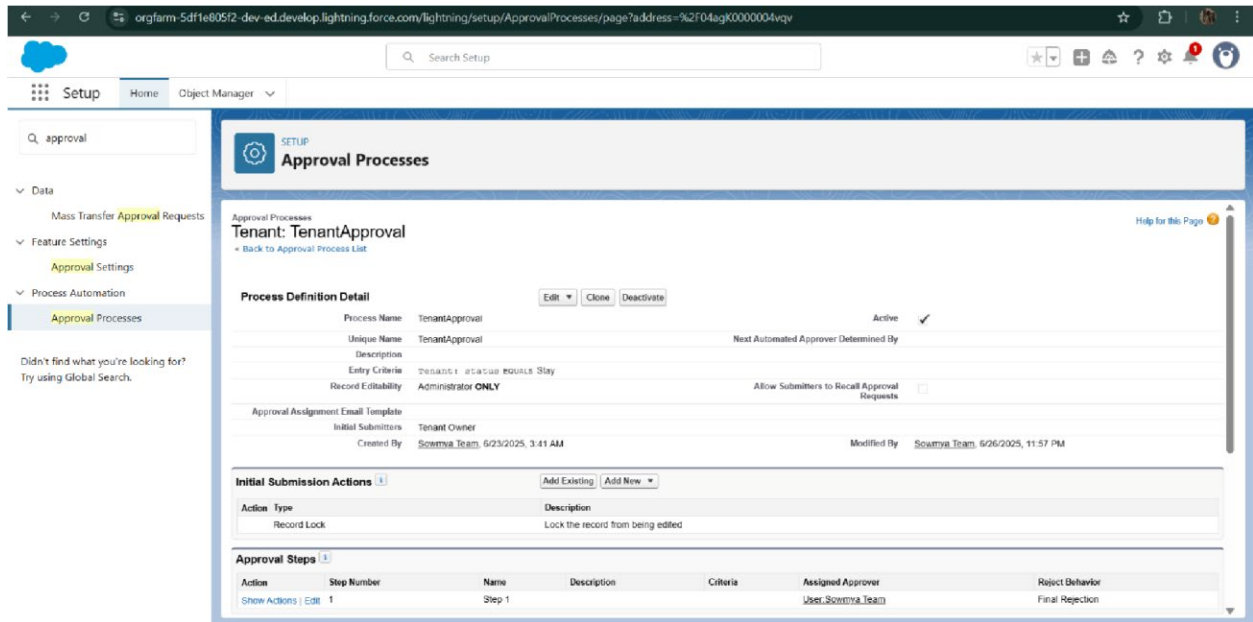 orgfarm-5df1e805f2-dev-ed.develop.lightning.force.com/lightning/setup/ApprovalProcesses/page?address=%2F04agK0000004vqv
Search Setup
1
Setup Home Object Manager
approval
Data
Mass Transfer Approval Requests
Feature Settings
Approval Settings
Process Automation
Approval Processes
Didn't find what you're looking for?
Try using Global Search.
SETUP
Approval Processes
Approval Processes
Tenant: TenantApproval
« Back to Approval Process List
Help for this Page
Process Definition Detail Edit Clone Deactivate
Process Name TenantApproval Active
Unique Name TenantApproval Next Automated Approver Determined By
Description
Entry Criteria Tenant: status EQUALS Stay
Record Editability Administrator ONLY Allow Submitters to Recall Approval
Requests
Approval Assignment Email Template
Initial Submitters Tenant Owner
Created By Sowmya Team, 6/23/2025, 3:41 AM Modified By Sowmya Team, 6/26/2025, 11:57 PM
Initial Submission Actions i Add Existing Add New
Action Type Description
Record Lock Lock the record from being edited
Approval Steps i
Action Step Number Name Description Criteria Assigned Approver Reject Behavior
Show Actions | Edit 1 Step 1 User:Sowmya Team Final Rejection